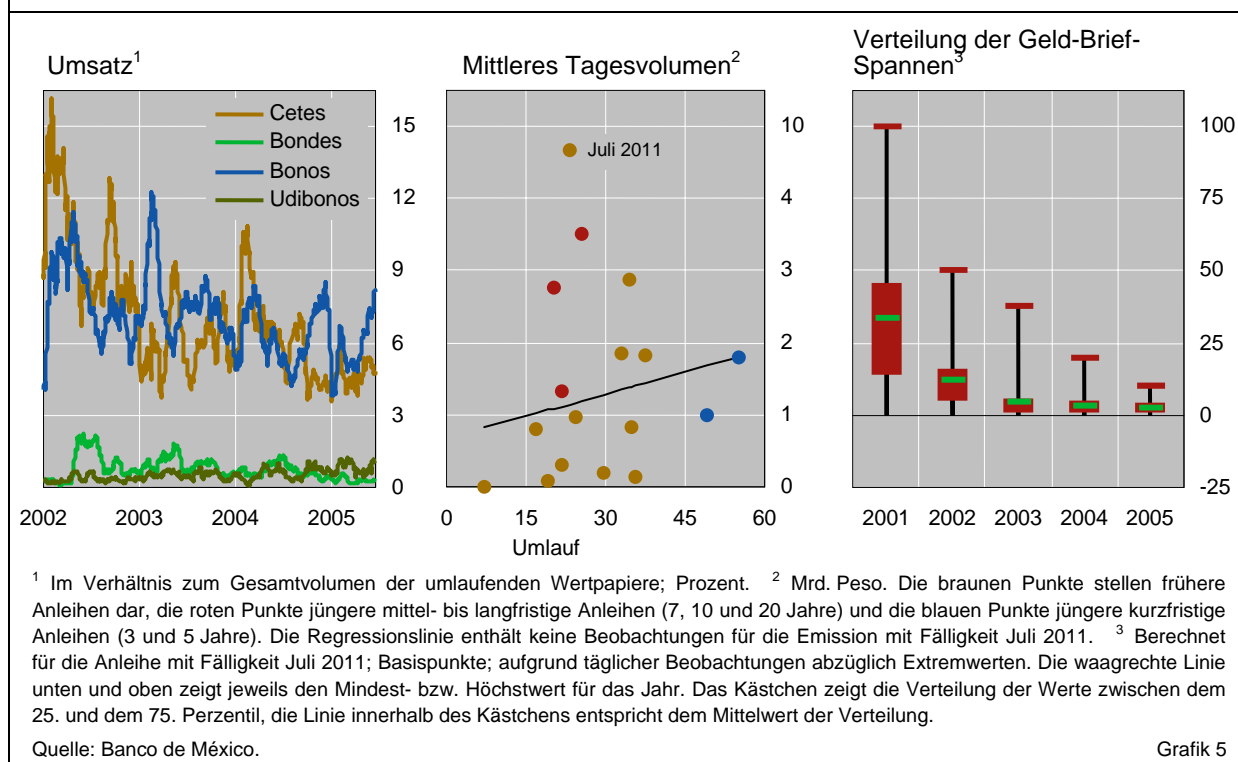 Umsatz1
Cetes
Bondes
Bonos
Udibonos
15
12
9
6
3
0
2002 2003 2004 2005
Mittleres Tagesvolumen2
Juli 2011
10
4
3
2
1
0
0 15 30 45 60
Umlauf
Verteilung der Geld-Brief-
Spannen3
100
75
50
25
0
-25
2001 2002 2003 2004 2005
1 Im Verhältnis zum Gesamtvolumen der umlaufenden Wertpapiere; Prozent. 2 Mrd. Peso. Die braunen Punkte stellen frühere
Anleihen dar, die roten Punkte jüngere mittel- bis langfristige Anleihen (7, 10 und 20 Jahre) und die blauen Punkte jüngere kurzfristige
Anleihen (3 und 5 Jahre). Die Regressionslinie enthält keine Beobachtungen für die Emission mit Fälligkeit Juli 2011. 3 Berechnet
für die Anleihe mit Fälligkeit Juli 2011; Basispunkte; aufgrund täglicher Beobachtungen abzüglich Extremwerten. Die waagrechte Linie
unten und oben zeigt jeweils den Mindest- bzw. Höchstwert für das Jahr. Das Kästchen zeigt die Verteilung der Werte zwischen dem
25. und dem 75. Perzentil, die Linie innerhalb des Kästchens entspricht dem Mittelwert der Verteilung.
Quelle: Banco de México. Grafik 5